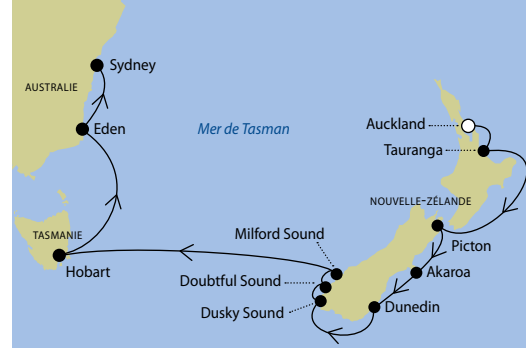 Sydney
AUSTRALIE
Eden
Mer de Tasman
Auckland
Tauranga
NOUVELLE-ZÉLANDE
TASMANIE
Hobart
Milford Sound
Picton
Doubtful Sound
Akaroa
Dusky Sound
Dunedin